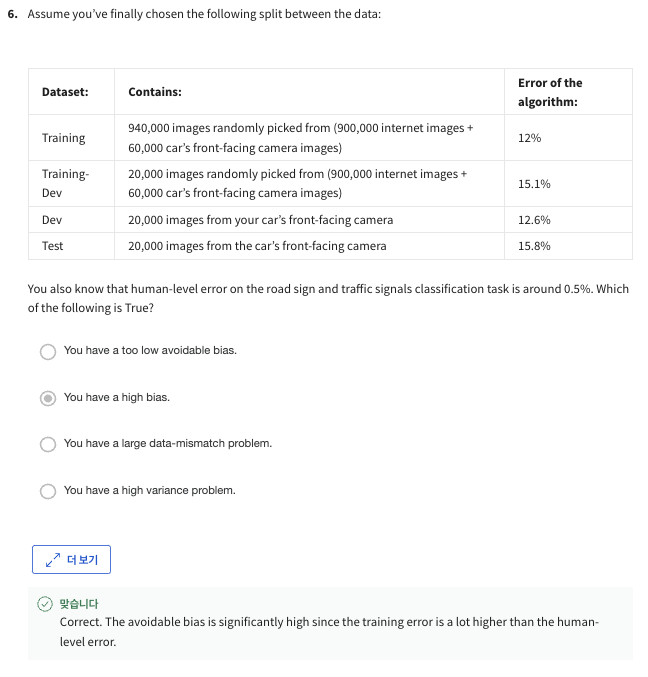 6. Assume you’ve finally chosen the following split between the data:
Dataset: Contains: Error of the algorithm:
Training 940,000 images randomly picked from (900,000 internet images + 60,000 car’s front-facing camera images) 12%
Training-Dev 20,000 images randomly picked from (900,000 internet images + 60,000 car’s front-facing camera images) 15.1%
Dev 20,000 images from your car’s front-facing camera 12.6%
Test 20,000 images from the car’s front-facing camera 15.8%
You also know that human-level error on the road sign and traffic signals classification task is around 0.5%. Which
of the following is True?
You have a too low avoidable bias.
You have a high bias.
You have a large data-mismatch problem.
You have a high variance problem.
더 보기
맞습니다
Correct. The avoidable bias is significantly high since the training error is a lot higher than the human-
level error.